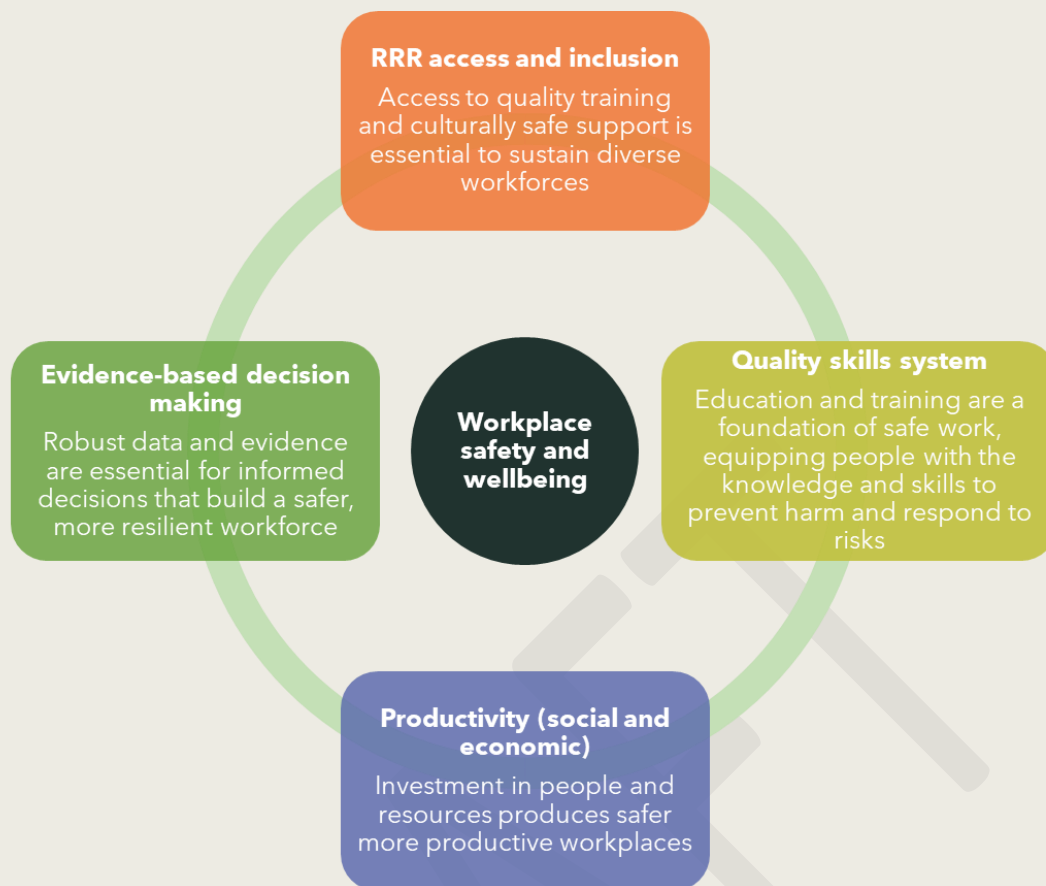 RRR access and inclusion
Access to quality training
and culturally safe support is
essential to sustain diverse
workforces
Evidence-based decision
making
Robust data and evidence
are essential for informed
decisions that build a safer,
more resilient workforce
Workplace
safety and
wellbeing
Quality skills system
Education and training are a
foundation of safe work,
equipping people with the
knowledge and skills to
prevent harm and respond to
risks
Productivity (social and
economic)
Investment in people and
resources produces safer
more productive workplaces